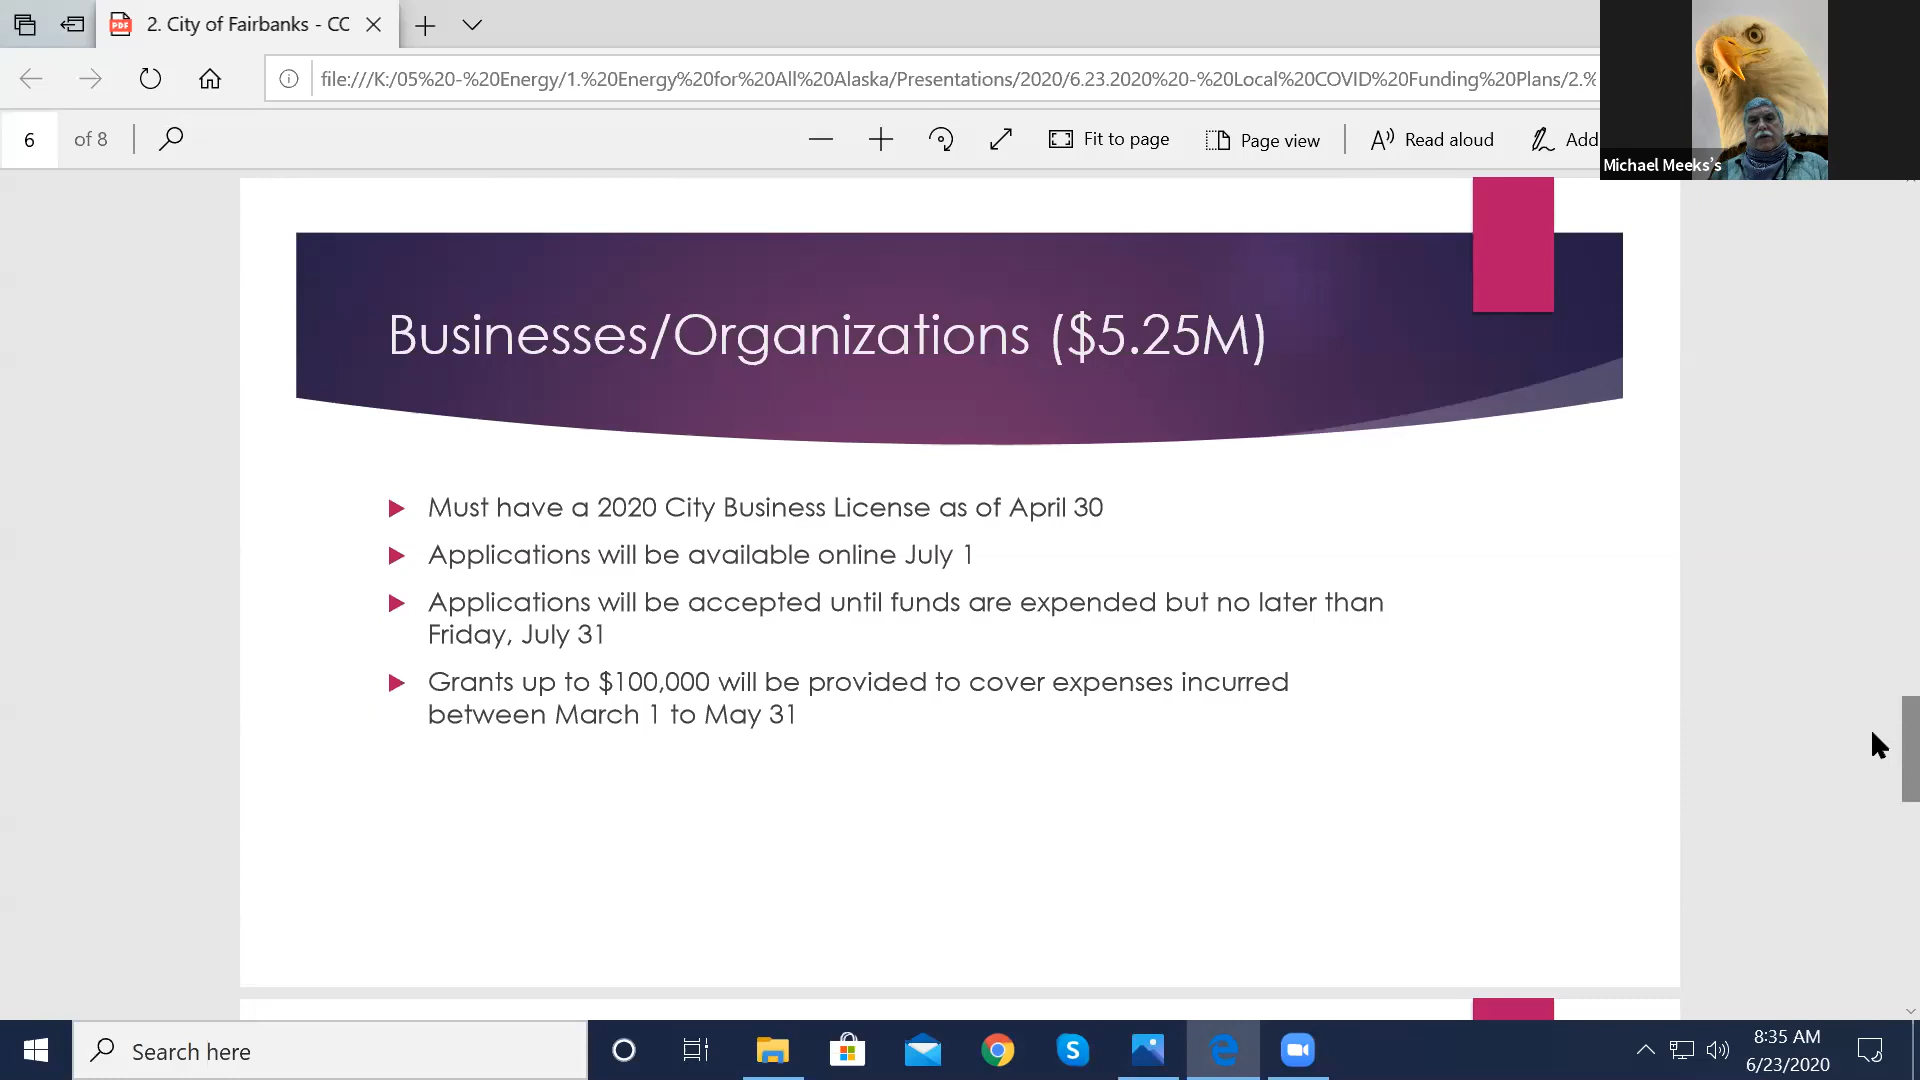 2. City of Fairbanks - CC
file:///K:/05%20-%20Energy/1.%20Energy%20for%20All%20Alaska/Presentations/2020/6.23.2020%20-%20Local%20COVID%20Funding%20Plans/2.%
6 of 8
Fit to page
Page view
Read aloud
Add
Michael Meeks's
Businesses/Organizations ($5.25M)
Must have a 2020 City Business License as of April 30
Applications will be available online July 1
Applications will be accepted until funds are expended but no later than
Friday, July 31
Grants up to $100,000 will be provided to cover expenses incurred
between March 1 to May 31
Search here
8:35 AM
6/23/2020